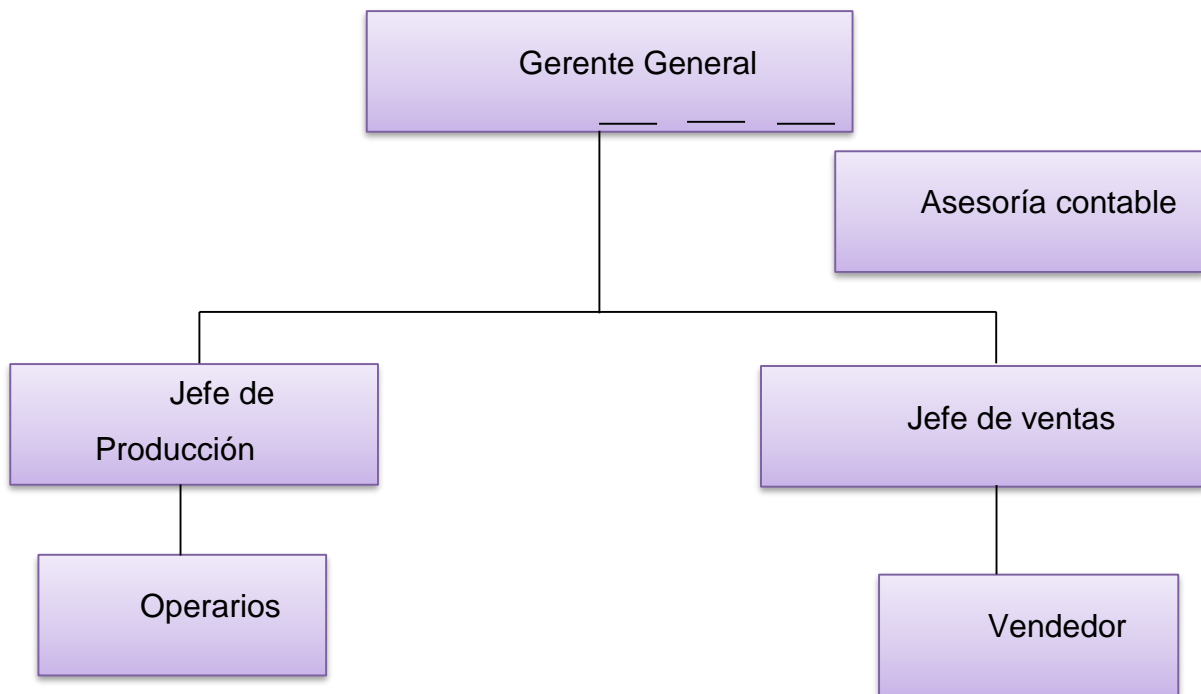 Gerente General
Asesoría contable
Jefe de
Producción
Jefe de ventas
Operarios
Vendedor